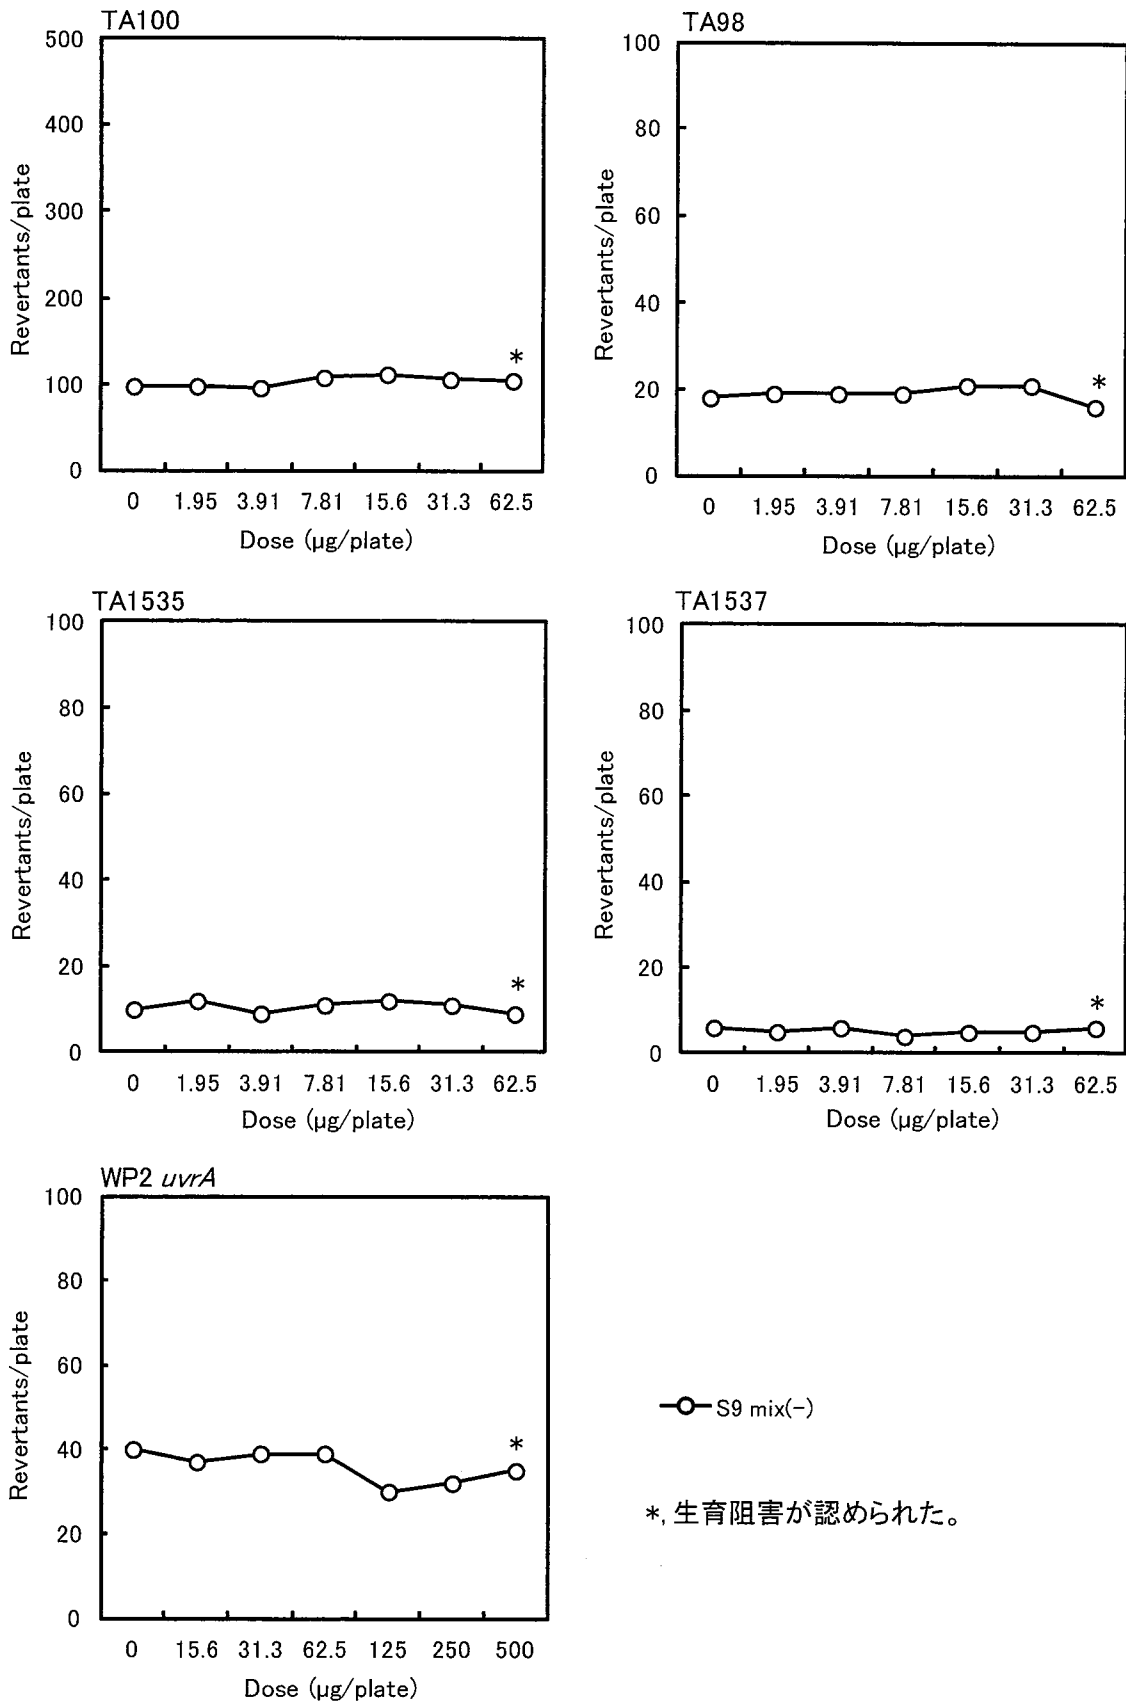 TA100
500
400
300
200
100
0
Revertants/plate
*
0 1.95 3.91 7.81 15.6 31.3 62.5
Dose (μg/plate)
TA98
100
80
60
40
20
0
Revertants/plate
*
0 1.95 3.91 7.81 15.6 31.3 62.5
Dose (μg/plate)
TA1535
100
80
60
40
20
0
Revertants/plate
*
0 1.95 3.91 7.81 15.6 31.3 62.5
Dose (μg/plate)
TA1537
100
80
60
40
20
0
Revertants/plate
*
0 1.95 3.91 7.81 15.6 31.3 62.5
Dose (μg/plate)
WP2 uvrA
100
80
60
40
20
0
Revertants/plate
*
0 15.6 31.3 62.5 125 250 500
Dose (μg/plate)
S9 mix(-)
*, 生育阻害が認められた。